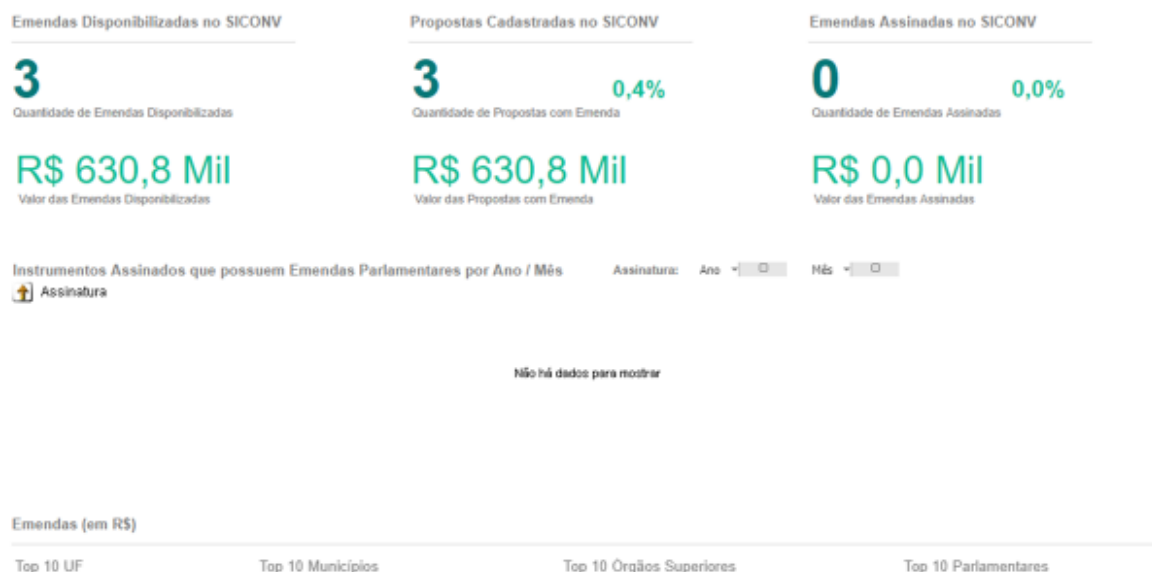 Emendas Disponibilizadas no SICONV
Propostas Cadastradas no SICONV
Emendas Assinadas no SICONV
3
Quantidade de Emendas Disponibilizadas
3
0,4%
Quantidade de Propostas com Emenda
0
0,0%
Quantidade de Emendas Assinadas
R$ 630,8 Mil
Valor das Emendas Disponibilizadas
R$ 630,8 Mil
Valor das Propostas com Emenda
R$ 0,0 Mil
Valor das Emendas Assinadas
Instrumentos Assinados que possuem Emendas Parlamentares por Ano / Mês
Assinatura: Ano Mês
Assinatura
Não há dados para mostrar
Emendas (em R$)
Top 10 UF
Top 10 Municípios
Top 10 Órgãos Superiores
Top 10 Parlamentares